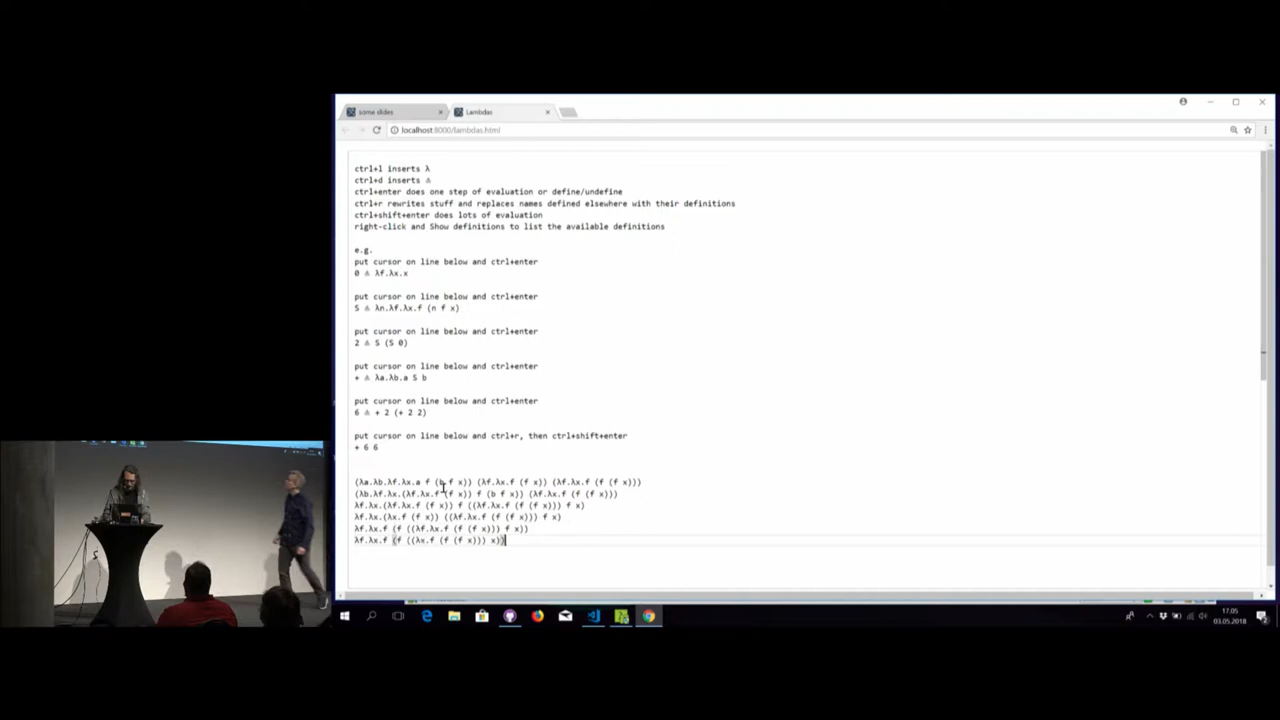 some slides
Lambdas
localhost:8000/lambdas.html
ctrl+l inserts λ
ctrl+d inserts ≜
ctrl+enter does one step of evaluation or define/undefine
ctrl+r rewrites stuff and replaces names defined elsewhere with their definitions
ctrl+shift+enter does lots of evaluation
right-click and Show definitions to list the available definitions
e.g.
put cursor on line below and ctrl+enter
0 ≜ λf.λx.x
put cursor on line below and ctrl+enter
S ≜ λn.λf.λx.f (n f x)
put cursor on line below and ctrl+enter
2 ≜ S (S 0)
put cursor on line below and ctrl+enter
+ ≜ λa.λb.a S b
put cursor on line below and ctrl+enter
6 ≜ + 2 (+ 2 2)
put cursor on line below and ctrl+r, then ctrl+shift+enter
+ 6 6
(λa.λb.λf.λx.a f (b f x)) (λf.λx.f (f x)) (λf.λx.f (f (f x)))
(λb.λf.λx.(λf.λx.f (f x)) f (b f x)) (λf.λx.f (f (f x)))
λf.λx.(λf.λx.f (f x)) f ((λf.λx.f (f (f x))) f x)
λf.λx.(λx.f (f x)) ((λf.λx.f (f (f x))) f x)
λf.λx.f (f ((λf.λx.f (f (f x))) f x))
λf.λx.f (f ((λx.f (f (f x))) x))
17.05
03.05.2018